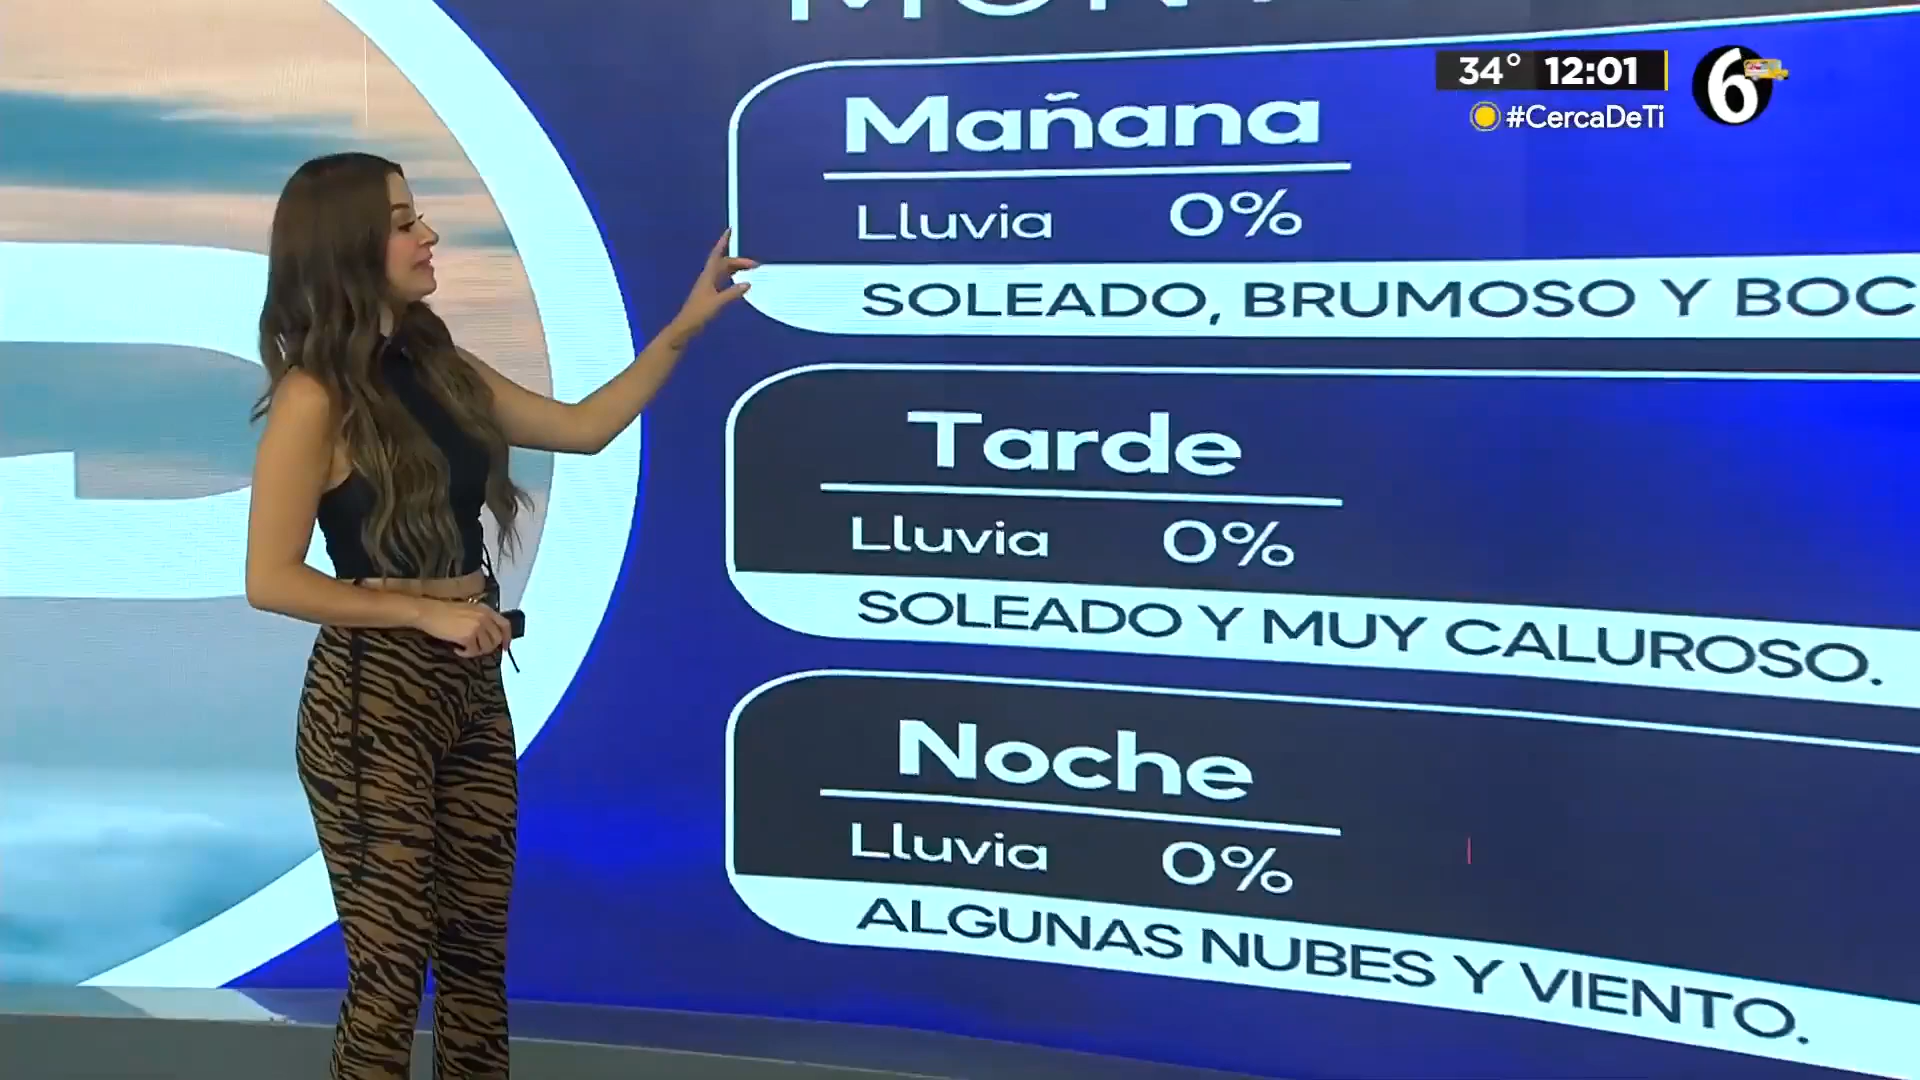 34° 12:01
#CercaDeTi
6
Mañana
Lluvia 0%
SOLEADO, BRUMOSO Y BOC
Tarde
Lluvia 0%
SOLEADO Y MUY CALUROSO.
Noche
Lluvia 0%
ALGUNAS NUBES Y VIENTO.